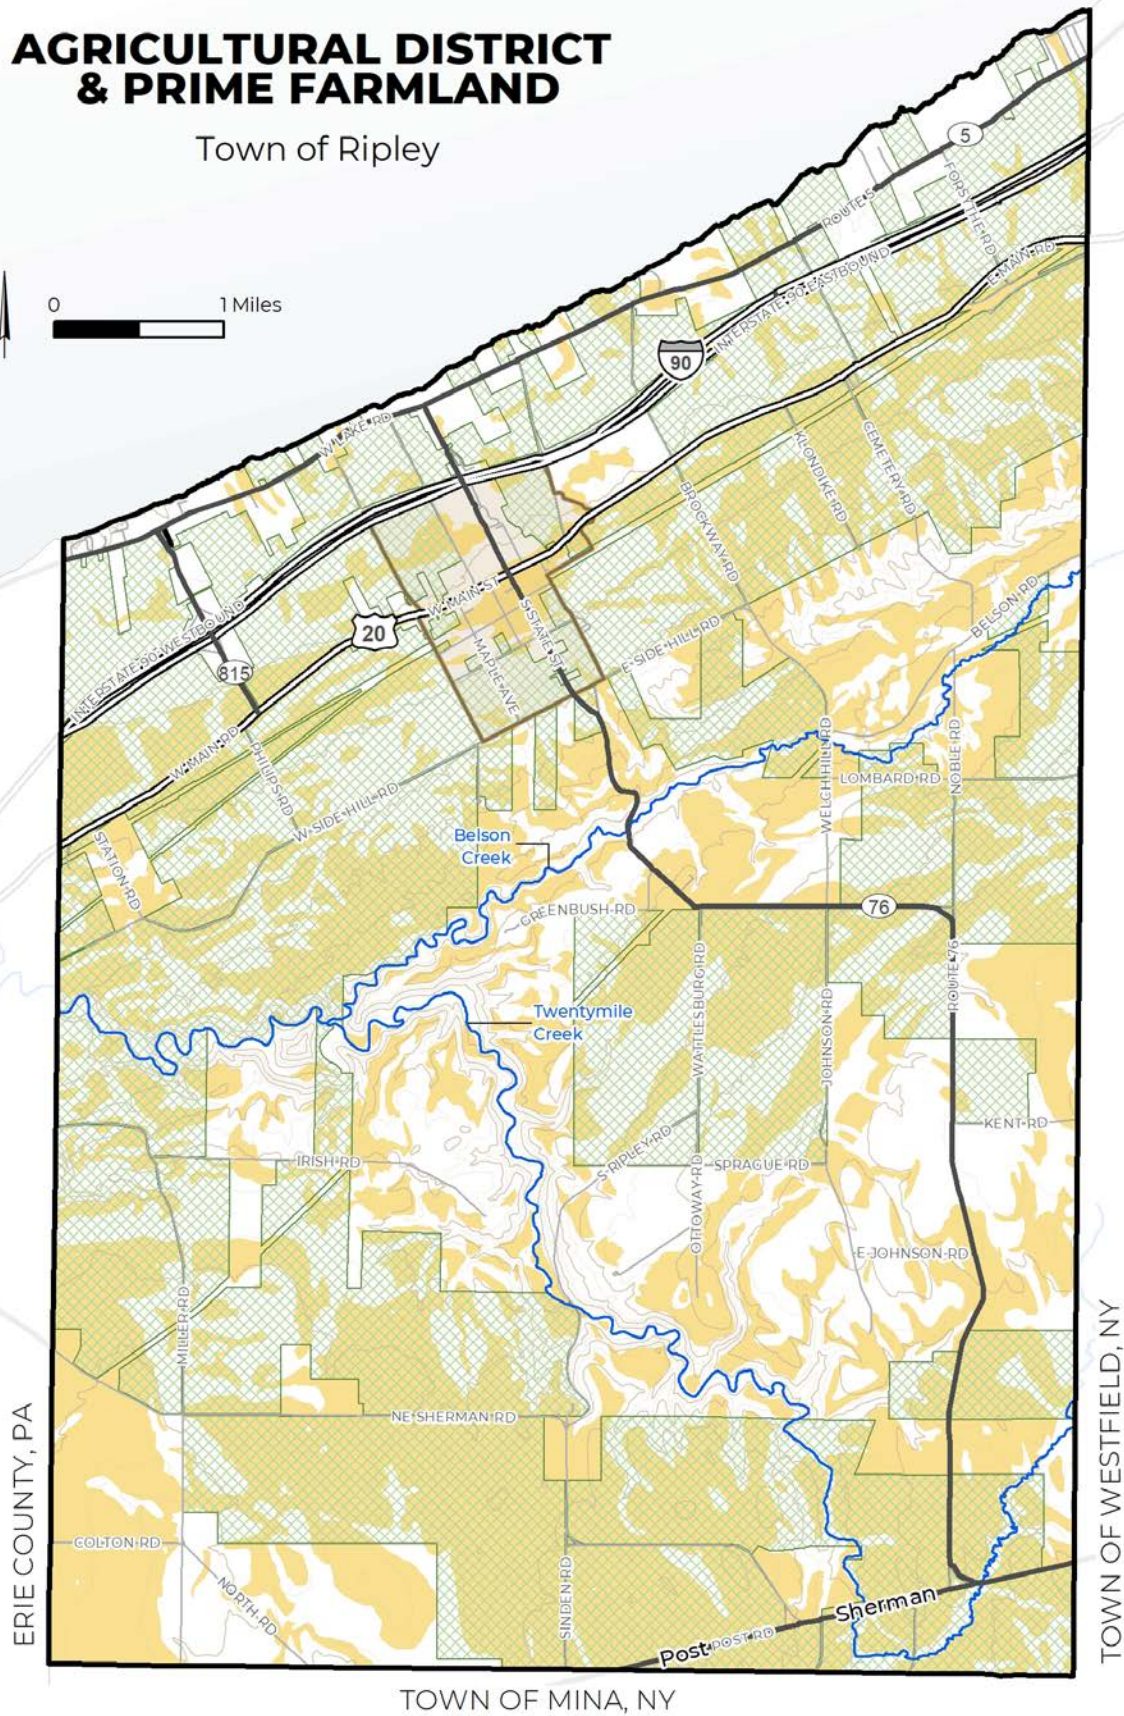 AGRICULTURAL DISTRICT
& PRIME FARMLAND
Town of Ripley
5
FORSYTHE RD
ROUTE 5
E MAIN RD
INTERSTATE 90 EASTBOUND
0
1 Miles
90
W LAKE RD
CEMETERY RD
KLONDIKE RD
BROCKWAY RD
BELSON RD
W MAIN ST
S STATE ST
INTERSTATE 90 WESTBOUND
20
E SIDE HILL RD
MAPLE AVE
815
W MAIN RD
PHILIPS RD
WELCH HILL RD
NOBLE RD
LOMBARD RD
W SIDE HILL RD
STATION RD
Belson
Creek
GREENBUSH RD
76
ROUTE 76
WATTLESBURG RD
JOHNSON RD
Twentymile
Creek
KENT RD
S RIPLEY RD
IRISH RD
SPRAGUE RD
OTTOWAY RD
E JOHNSON RD
MILLER RD
NE SHERMAN RD
ERIE COUNTY, PA
TOWN OF WESTFIELD, NY
COLTON RD
NORTH RD
SINDEN RD
Sherman
Post
POST RD
TOWN OF MINA, NY